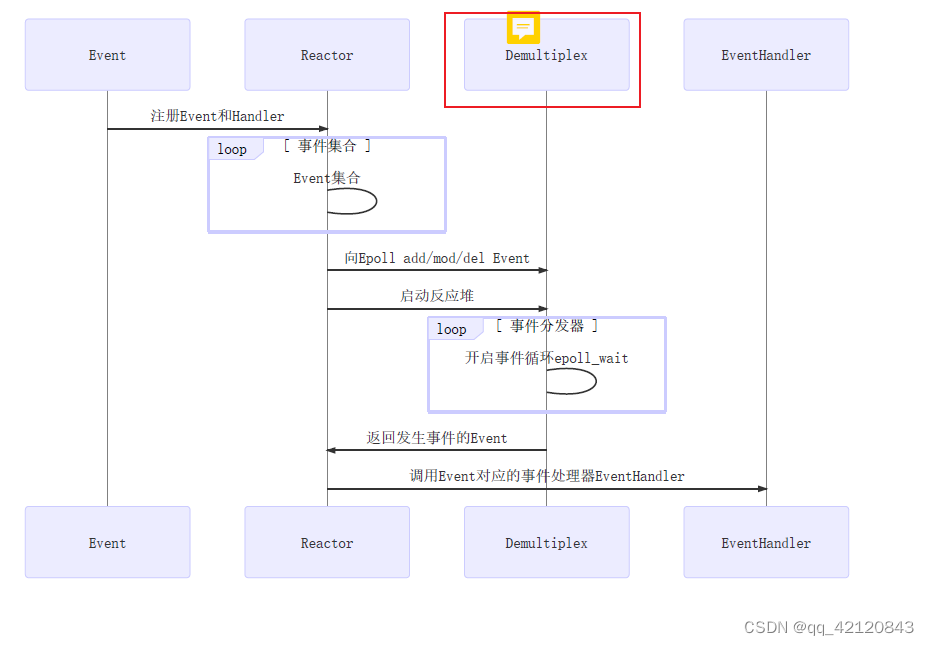 Event
Reactor
Demultiplex
EventHandler
注册Event和Handler
loop
[ 事件集合 ]
Event集合
向Epoll add/mod/del Event
启动反应堆
loop
[ 事件分发器 ]
开启事件循环epoll_wait
返回发生事件的Event
调用Event对应的事件处理器EventHandler
Event
Reactor
Demultiplex
EventHandler
CSDN @qq_42120843